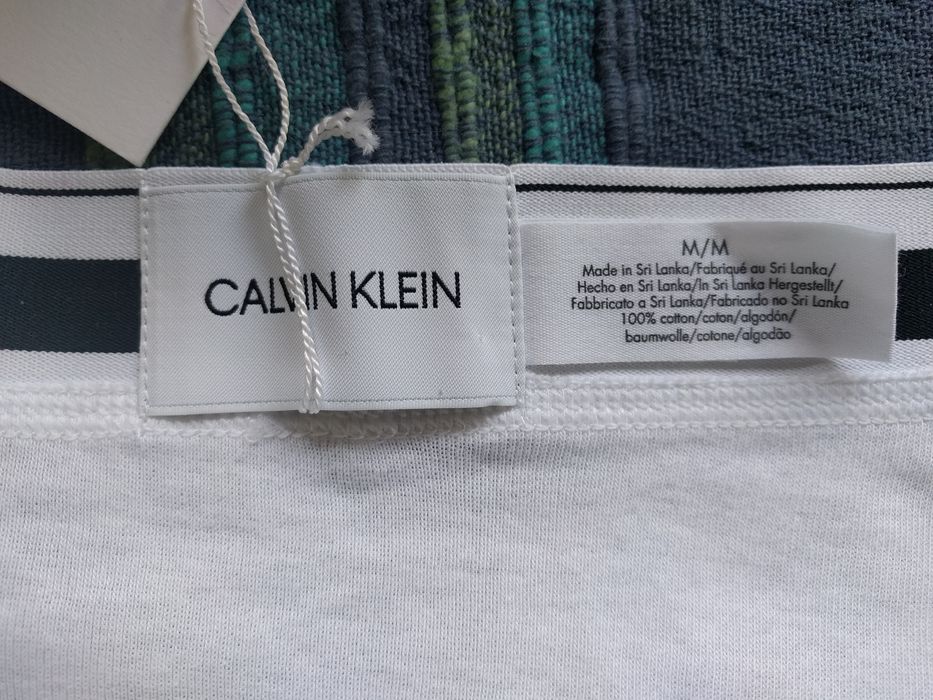 CALVIN KLEIN
M/M
Made in Sri Lanka/Fabriqué au Sri Lanka/
Hecho en Sri Lanka/In Sri Lanka Hergestellt/
Fabbricato a Sri Lanka/Fabricado no Sri Lanka
100% cotton/coton/algodón/
baumwolle/cotone/algodão